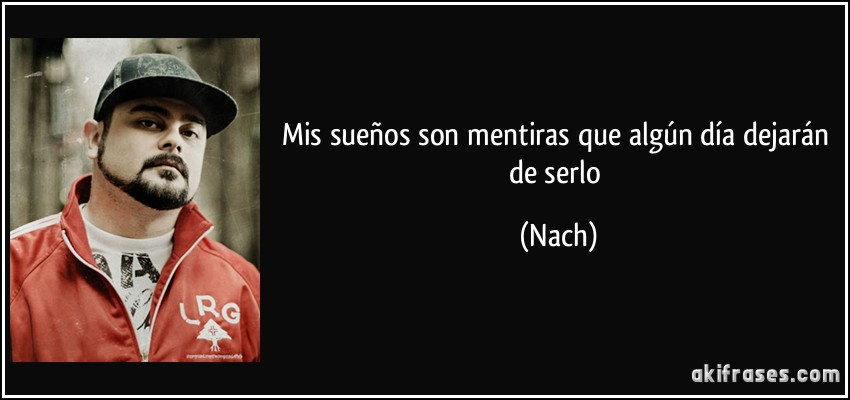 Mis sueños son mentiras que algún día dejarán
de serlo
(Nach)
LRG
akifrases.com